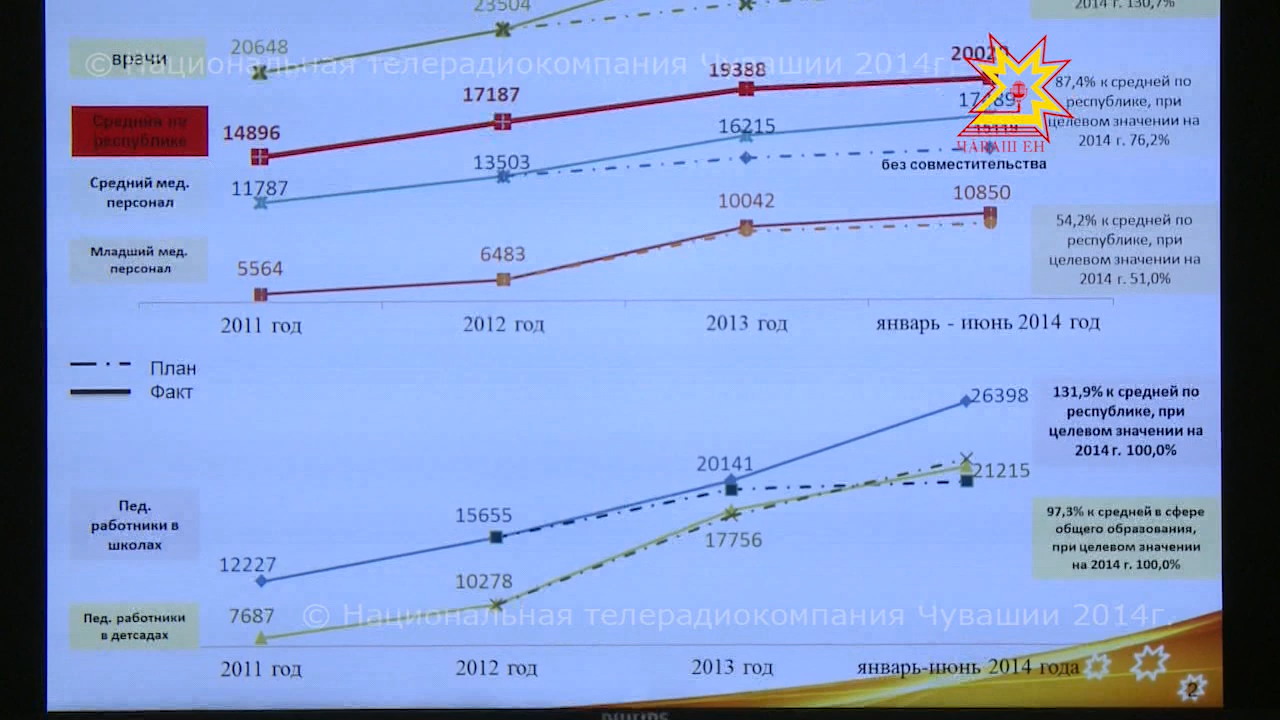 23504
2014 г. 130,7%
20648
врачи
© Национальная телерадиокомпания Чувашии 2014г.
19388
87,4% к средней по
республике, при
целевом значении на
2014 г. 76,2%
17187
Средняя по
республике
14896
16215
ЧАВАШ ЕН
без совместительства
13503
Средний мед.
персонал
11787
10042
10850
54,2% к средней по
республике, при
целевом значении на
2014 г. 51,0%
Младший мед.
персонал
5564
6483
2011 год
2012 год
2013 год
январь - июнь 2014 год
План
Факт
26398
131,9% к средней по
республике, при
целевом значении на
2014 г. 100,0%
20141
21215
Пед.
работники в
школах
15655
17756
97,3% к средней в сфере
общего образования,
при целевом значении
на 2014 г. 100,0%
12227
10278
7687
Пед. работники
в детсадах
© Национальная телерадиокомпания Чувашии 2014г.
2011 год
2012 год
2013 год
январь-июнь 2014 года
2